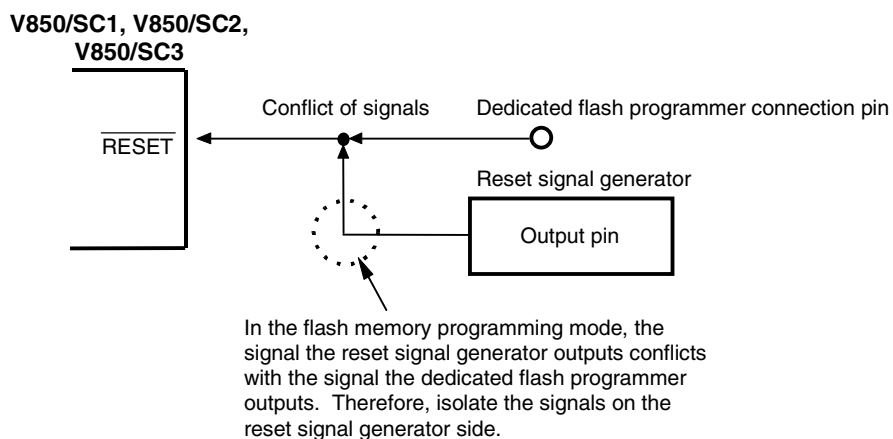 V850/SC1, V850/SC2,
V850/SC3
Conflict of signals
Dedicated flash programmer connection pin
RESET
Reset signal generator
Output pin
In the flash memory programming mode, the
signal the reset signal generator outputs conflicts
with the signal the dedicated flash programmer
outputs.  Therefore, isolate the signals on the
reset signal generator side.